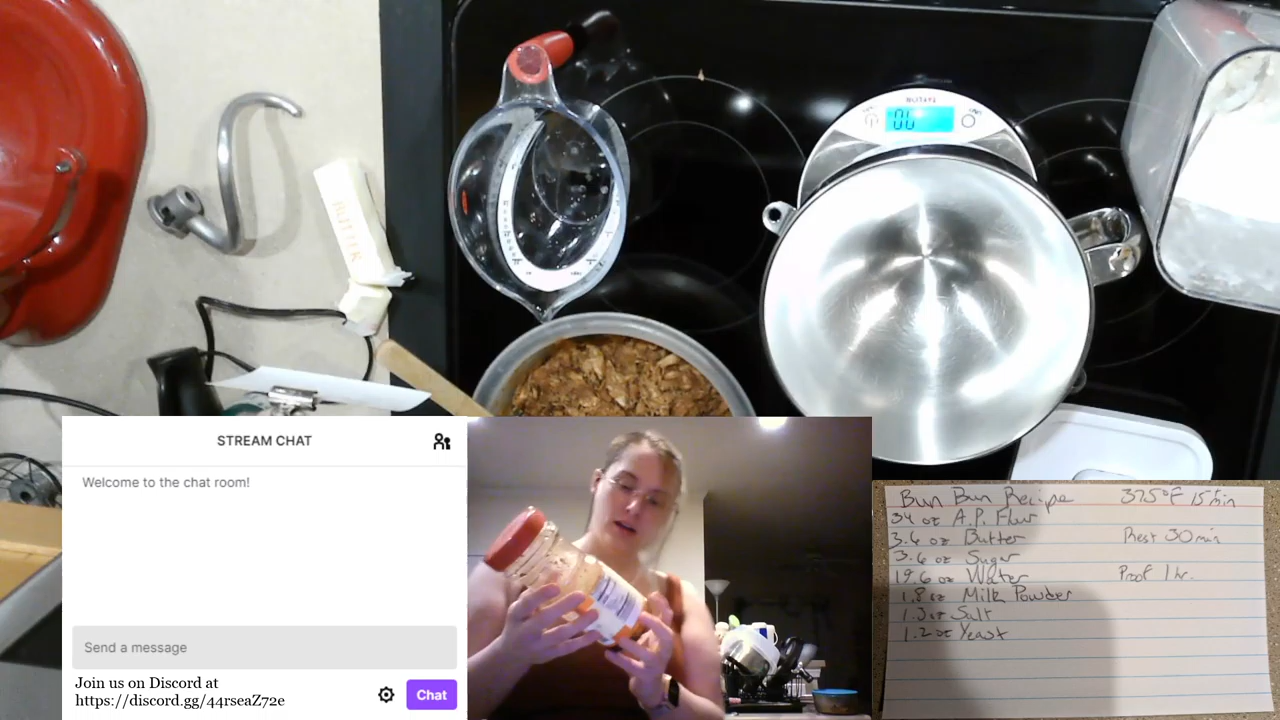 BUTTER
STREAM CHAT
Welcome to the chat room!
Send a message
Join us on Discord at
https://discord.gg/44rseaZ72e
Chat
Bun Bun Recipe 375°F 15 min
34 oz A.P. Flour
3.6 oz Butter Rest 30 min
3.6 oz Sugar
19.6 oz Water Proof 1 hr.
1.8 oz Milk Powder
1.3 oz Salt
1.2 oz Yeast